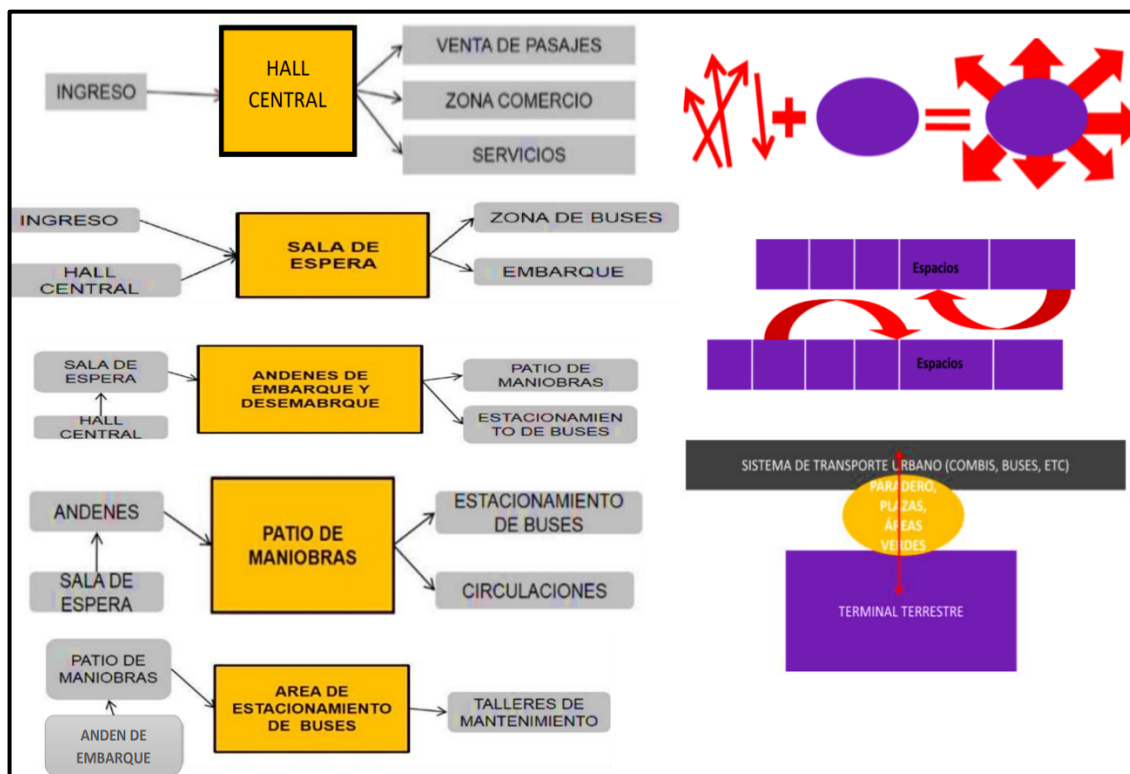 INGRESO
HALL
CENTRAL
VENTA DE PASAJES
ZONA COMERCIO
SERVICIOS
INGRESO
HALL
CENTRAL
SALA DE
ESPERA
ZONA DE BUSES
EMBARQUE
SALA DE
ESPERA
HALL
CENTRAL
ANDENES DE
EMBARQUE Y
DESEMABRQUE
PATIO DE
MANIOBRAS
ESTACIONAMIEN
TO DE BUSES
ANDENES
SALA DE
ESPERA
PATIO DE
MANIOBRAS
ESTACIONAMIENTO
DE BUSES
CIRCULACIONES
PATIO DE
MANIOBRAS
ANDEN DE
EMBARQUE
AREA DE
ESTACIONAMIENTO
DE BUSES
TALLERES DE
MANTENIMIENTO
Espacios
Espacios
SISTEMA DE TRANSPORTE URBANO (COMBIS, BUSES, ETC)
PARADERO,
PLAZAS,
ÁREAS
VERDES
TERMINAL TERRESTRE